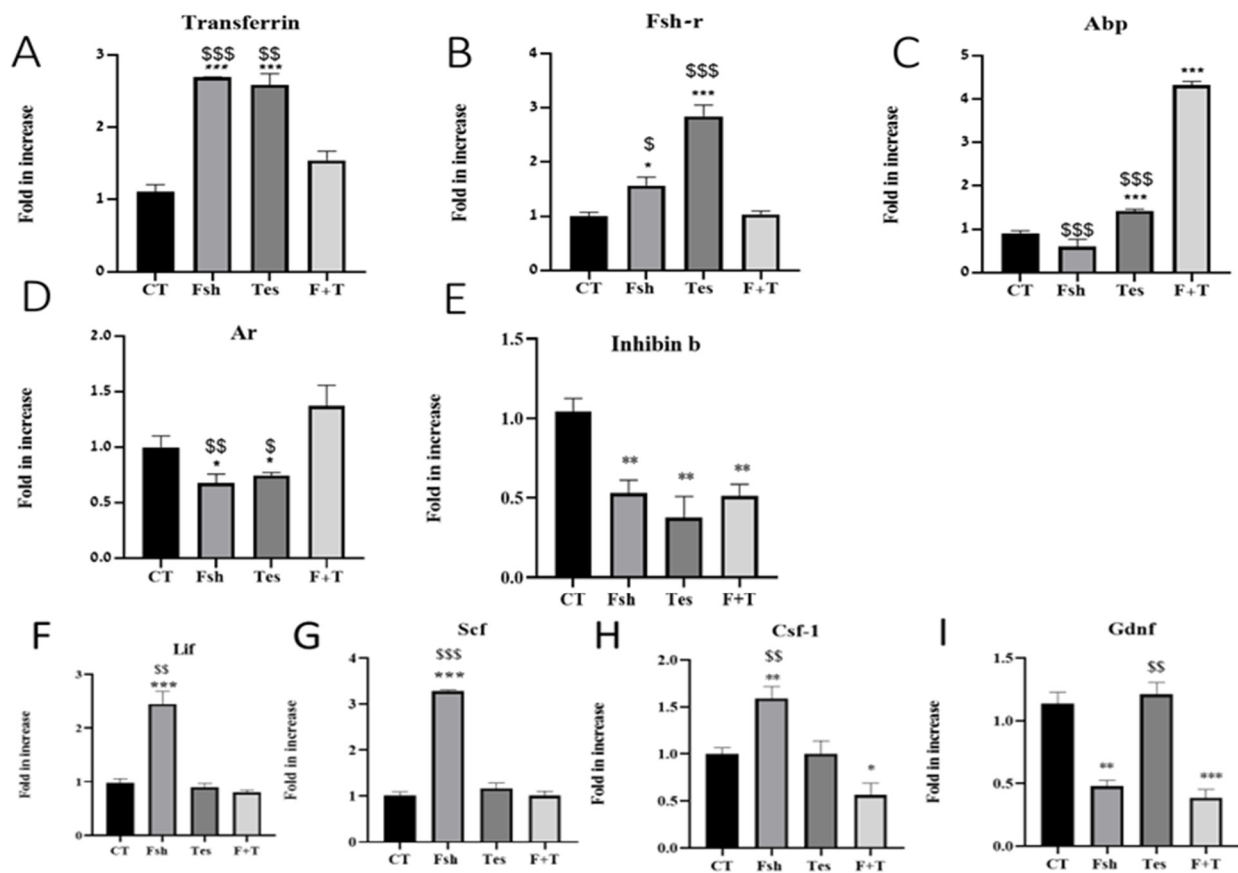 A
Transferrin
Fold in increase
3
2
1
0
$$$
***
$$
***
CT Fsh Tes F+T
B
Fsh-r
Fold in increase
4
3
2
1
0
$
*
$$$
***
CT Fsh Tes F+T
C
Abp
Fold in increase
5
4
3
2
1
0
$$$
$$$
***
***
CT Fsh Tes F+T
D
Ar
Fold in increase
2.0
1.5
1.0
0.5
0.0
$$
*
$
*
CT Fsh Tes F+T
E
Inhibin b
Fold in increase
1.5
1.0
0.5
0.0
**
**
**
CT Fsh Tes F+T
F
Lif
Fold in increase
3
2
1
0
$$
***
CT Fsh Tes F+T
G
Scf
Fold in increase
4
3
2
1
0
$$$
***
CT Fsh Tes F+T
H
Csf-1
Fold in increase
2.0
1.5
1.0
0.5
0.0
$$
**
*
CT Fsh Tes F+T
I
Gdnf
Fold in increase
1.5
1.0
0.5
0.0
**
$$
***
CT Fsh Tes F+T